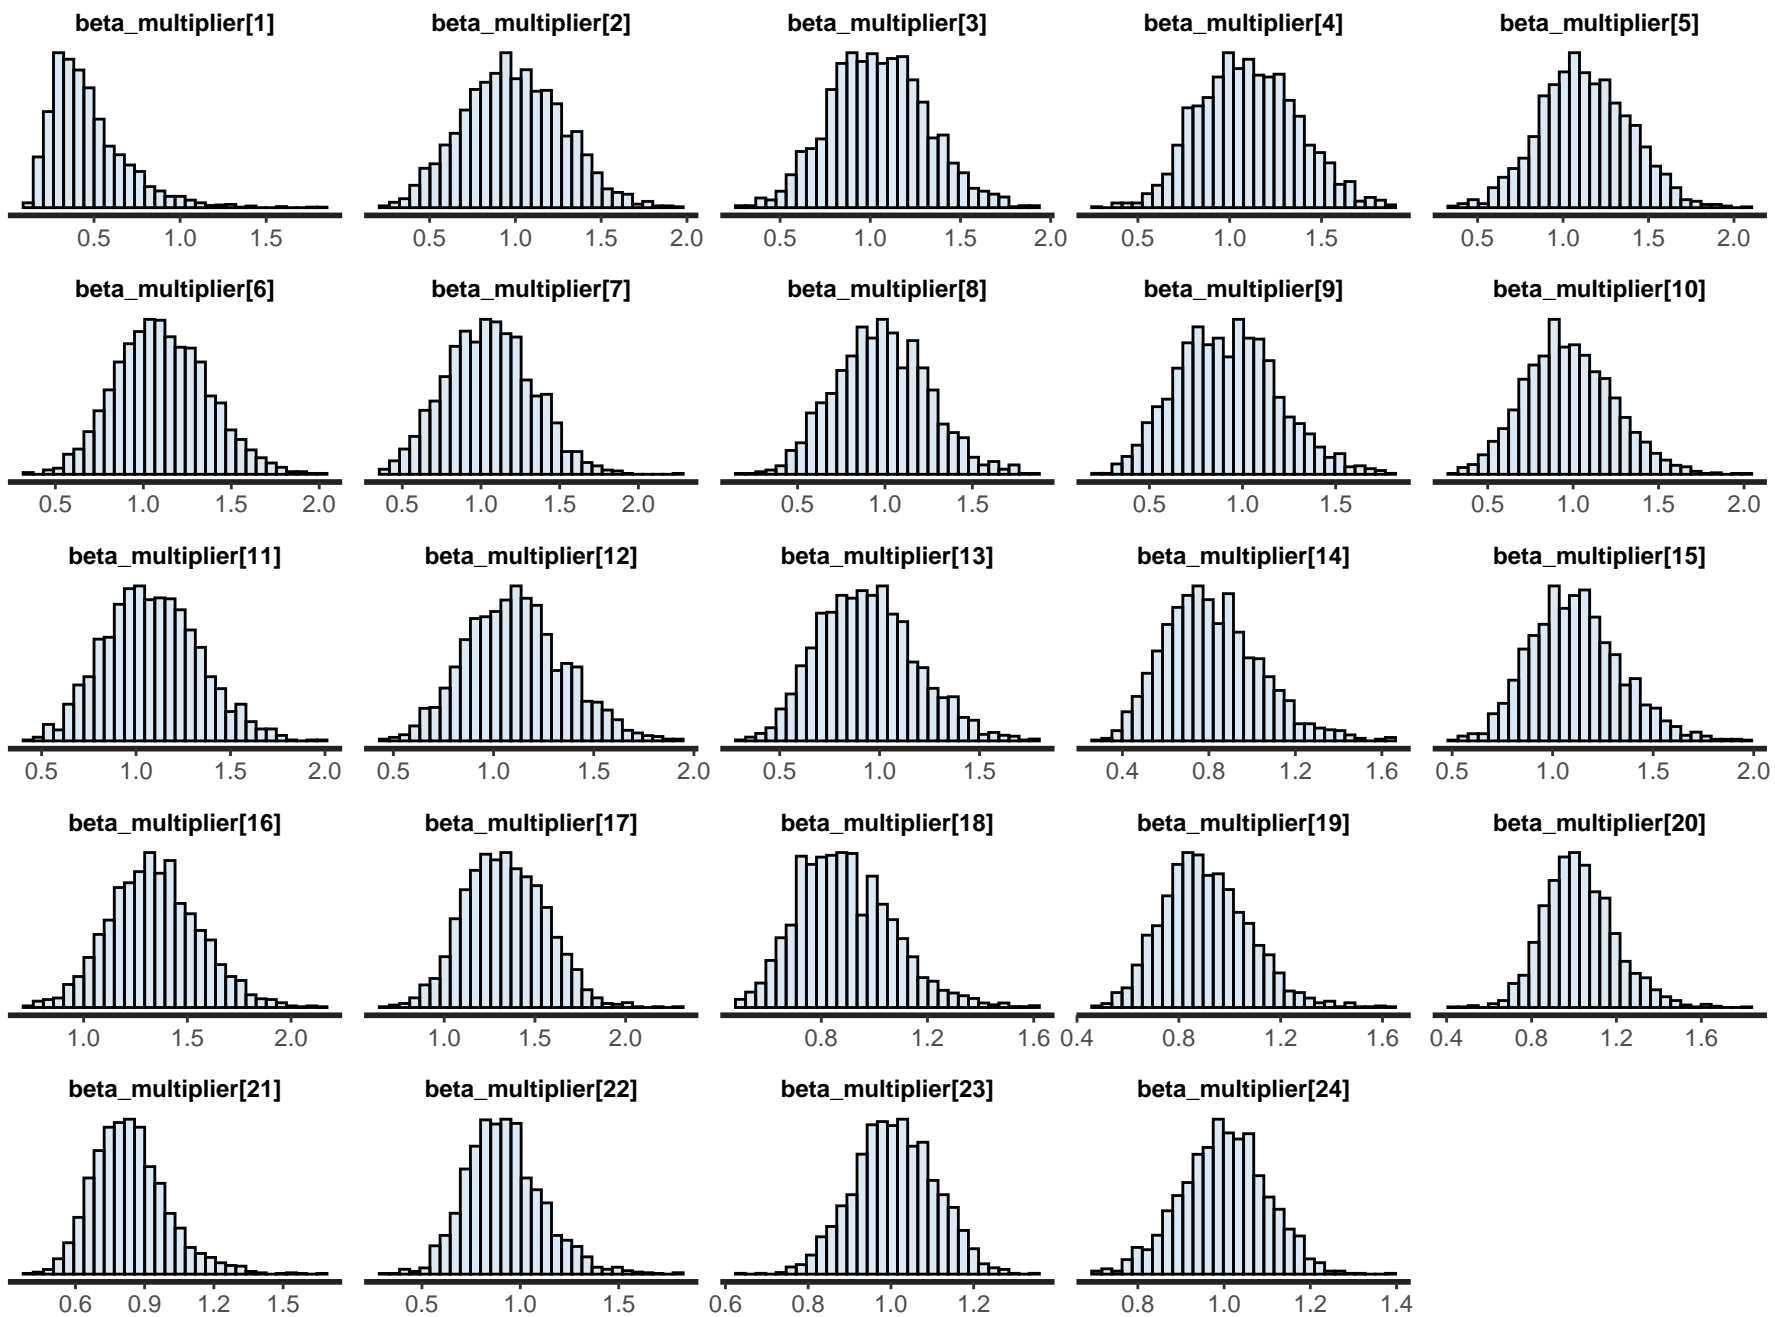 beta_multiplier[1] beta_multiplier[2] beta_multiplier[3] beta_multiplier[4] beta_multiplier[5]
0.5 1.0 1.5 0.5 1.0 1.5 2.0 0.5 1.0 1.5 2.0 0.5 1.0 1.5 0.5 1.0 1.5 2.0
beta_multiplier[6] beta_multiplier[7] beta_multiplier[8] beta_multiplier[9] beta_multiplier[10]
0.5 1.0 1.5 2.0 0.5 1.0 1.5 2.0 0.5 1.0 1.5 0.5 1.0 1.5 0.5 1.0 1.5 2.0
beta_multiplier[11] beta_multiplier[12] beta_multiplier[13] beta_multiplier[14] beta_multiplier[15]
0.5 1.0 1.5 2.0 0.5 1.0 1.5 2.0 0.5 1.0 1.5 0.4 0.8 1.2 1.6 0.5 1.0 1.5 2.0
beta_multiplier[16] beta_multiplier[17] beta_multiplier[18] beta_multiplier[19] beta_multiplier[20]
1.0 1.5 2.0 1.0 1.5 2.0 0.8 1.2 1.6 0.4 0.8 1.2 1.6 0.4 0.8 1.2 1.6
beta_multiplier[21] beta_multiplier[22] beta_multiplier[23] beta_multiplier[24]
0.6 0.9 1.2 1.5 0.5 1.0 1.5 0.6 0.8 1.0 1.2 0.8 1.0 1.2 1.4